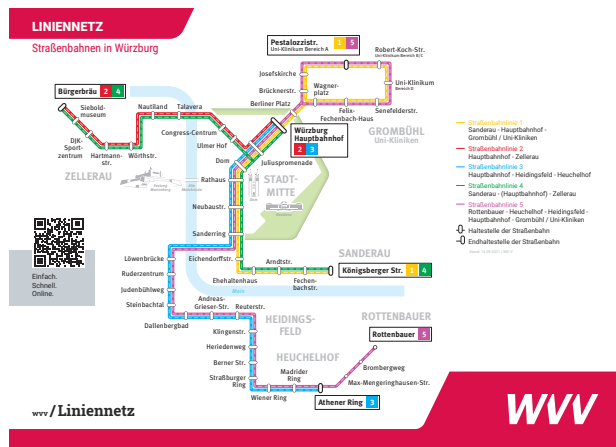 LINIENNETZ
Straßenbahnen in Würzburg
Pestalozzistr. 1 5
Uni-Klinikum Bereich A
Robert-Koch-Str.
Uni-Klinikum Bereich B/C
Josefskirche
Wagner-
platz
Uni-Klinikum
Bereich D
Brücknerstr.
Bürgerbräu 2 4
Berliner Platz
Felix-
Fechenbach-Haus
Senefelderstr.
Siebold-
museum
Nautiland
Talavera
Congress-Centrum
Würzburg
Hauptbahnhof
2 3
GROMBÜHL
Uni-Kliniken
DJK-
Sport-
zentrum
Hartmann-
str.
Wörthstr.
Ulmer Hof
Dom
Juliuspromenade
ZELLERAU
Rathaus
STADT-
MITTE
Neubaustr.
Sanderring
Straßenbahnlinie 1
Sanderau - Hauptbahnhof -
Grombühl / Uni-Kliniken
Straßenbahnlinie 2
Hauptbahnhof - Zellerau
Straßenbahnlinie 3
Hauptbahnhof - Heidingsfeld - Heuchelhof
Straßenbahnlinie 4
Sanderau - (Hauptbahnhof) - Zellerau
Straßenbahnlinie 5
Rottenbauer - Heuchelhof - Heidingsfeld -
Hauptbahnhof - Grombühl / Uni-Kliniken
Haltestelle der Straßenbahn
Endhaltestelle der Straßenbahn
Einfach.
Schnell.
Online.
Löwenbrücke
Eichendorffstr.
Arndtstr.
SANDERAU
Königsberger Str. 1 4
Ruderzentrum
Ehehaltenhaus
Fechen-
bachstr.
Judenbühlweg
Main
Steinbachtal
Andreas-
Grieser-Str.
Reuterstr.
Dallenbergbad
HEIDINGS-
FELD
Klingenstr.
ROTTENBAUER
Rottenbauer 5
Heriedenweg
HEUCHELHOF
Berner Str.
Straßburger
Ring
Madrider
Ring
Brombergweg
Max-Mengeringhausen-Str.
Wiener Ring
Athener Ring 3
wvv/Liniennetz
WVV